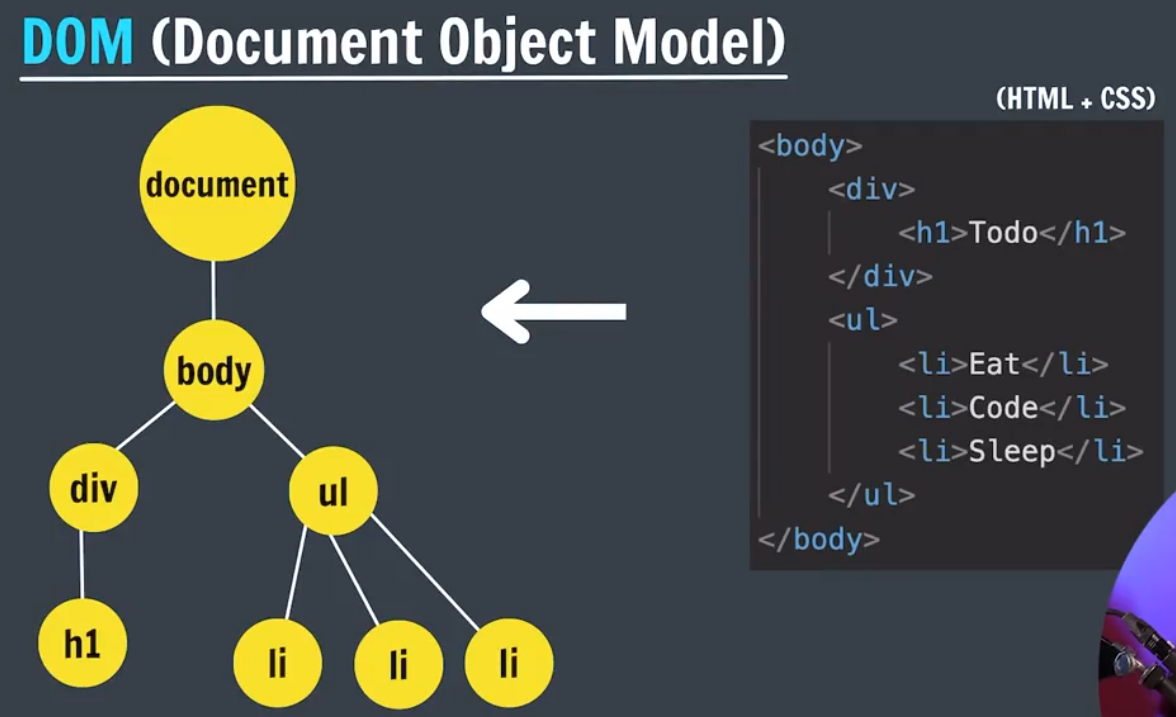 DOM (Document Object Model)
(HTML + CSS)
document
body
div
ul
h1
li
li
li
<body>
<div>
<h1>Todo</h1>
</div>
<ul>
<li>Eat</li>
<li>Code</li>
<li>Sleep</li>
</ul>
</body>